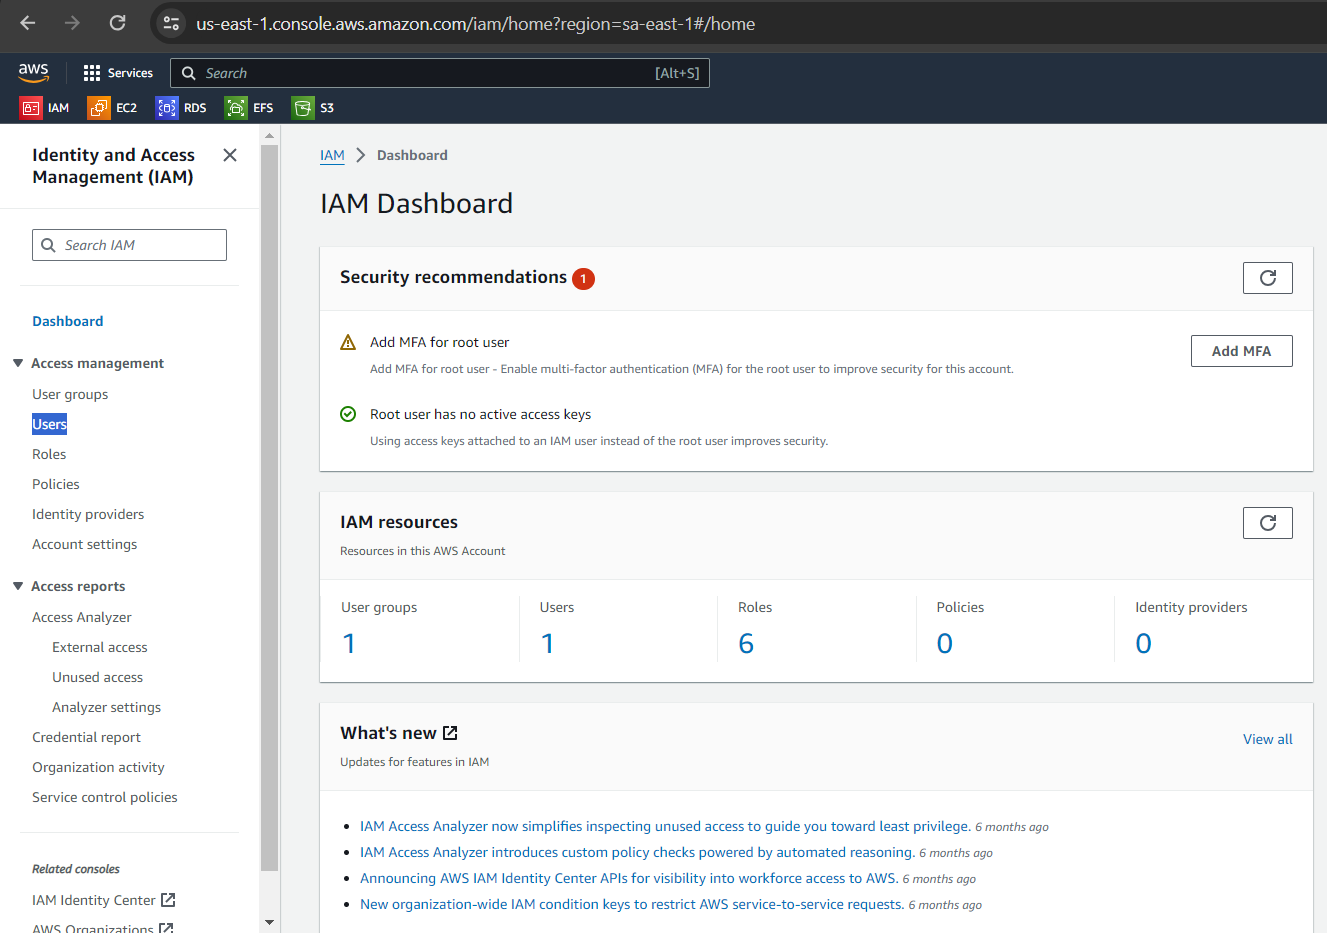 us-east-1.console.aws.amazon.com/iam/home?region=sa-east-1#/home
aws
Services
Search [Alt+S]
IAM EC2 RDS EFS S3
Identity and Access
Management (IAM)
Search IAM
Dashboard
Access management
User groups
Users
Roles
Policies
Identity providers
Account settings
Access reports
Access Analyzer
External access
Unused access
Analyzer settings
Credential report
Organization activity
Service control policies
Related consoles
IAM Identity Center
AWS Organizations
IAM Dashboard
IAM Dashboard
Security recommendations 1
Add MFA for root user
Add MFA for root user - Enable multi-factor authentication (MFA) for the root user to improve security for this account.
Add MFA
Root user has no active access keys
Using access keys attached to an IAM user instead of the root user improves security.
IAM resources
Resources in this AWS Account
User groups Users Roles Policies Identity providers
1 1 6 0 0
What's new
Updates for features in IAM
View all
IAM Access Analyzer now simplifies inspecting unused access to guide you toward least privilege. 6 months ago
IAM Access Analyzer introduces custom policy checks powered by automated reasoning. 6 months ago
Announcing AWS IAM Identity Center APIs for visibility into workforce access to AWS. 6 months ago
New organization-wide IAM condition keys to restrict AWS service-to-service requests. 6 months ago